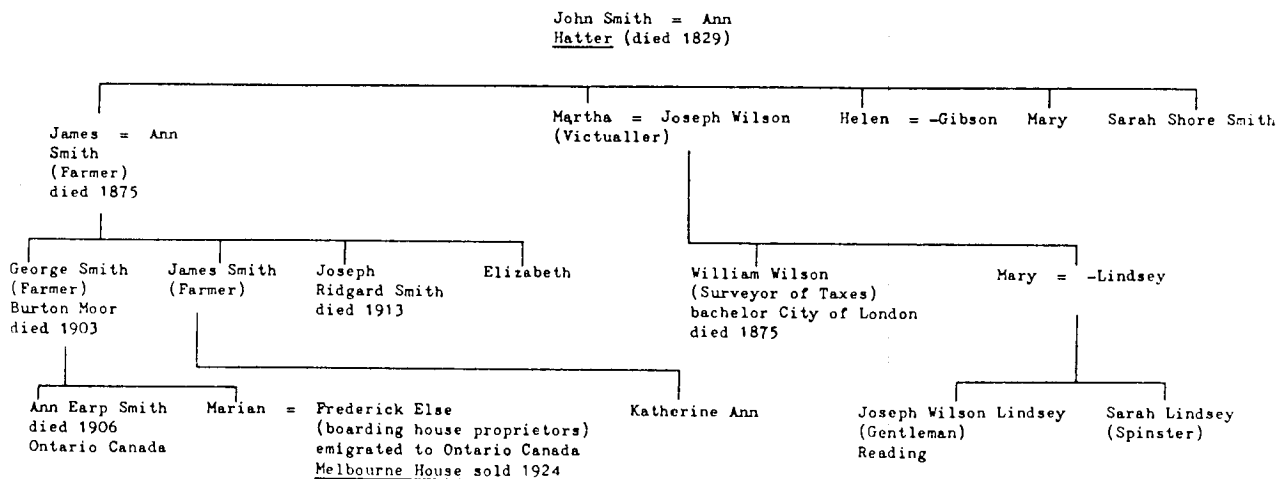 John Smith = Ann
Hatter (died 1829)
James = Ann
Smith
(Farmer)
died 1875
Martha = Joseph Wilson
(Victualler)
Helen = -Gibson
Mary
Sarah Shore Smith
George Smith
(Farmer)
Burton Moor
died 1903
James Smith
(Farmer)
Joseph
Ridgard Smith
died 1913
Elizabeth
William Wilson
(Surveyor of Taxes)
bachelor City of London
died 1875
Mary = -Lindsey
Ann Earp Smith
died 1906
Ontario Canada
Marian = Frederick Else
(boarding house proprietors)
emigrated to Ontario Canada
Melbourne House sold 1924
Katherine Ann
Joseph Wilson Lindsey
(Gentleman)
Reading
Sarah Lindsey
(Spinster)